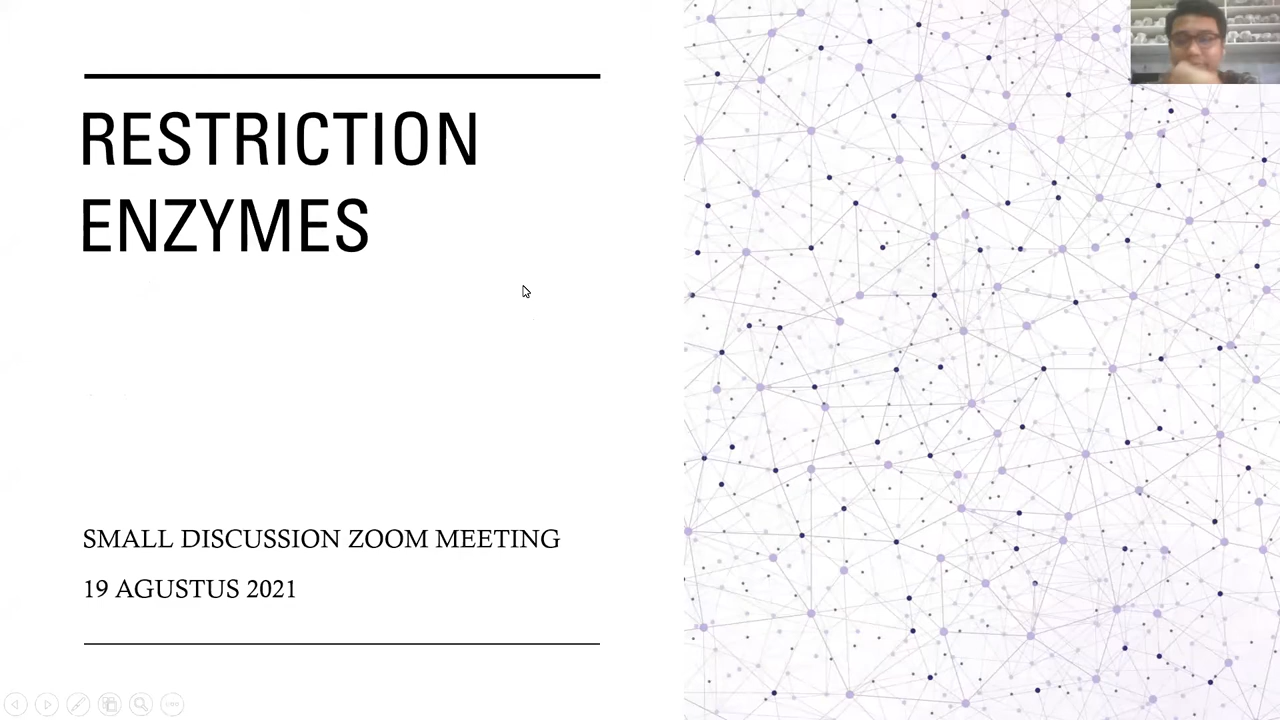 RESTRICTION
ENZYMES
SMALL DISCUSSION ZOOM MEETING
19 AGUSTUS 2021